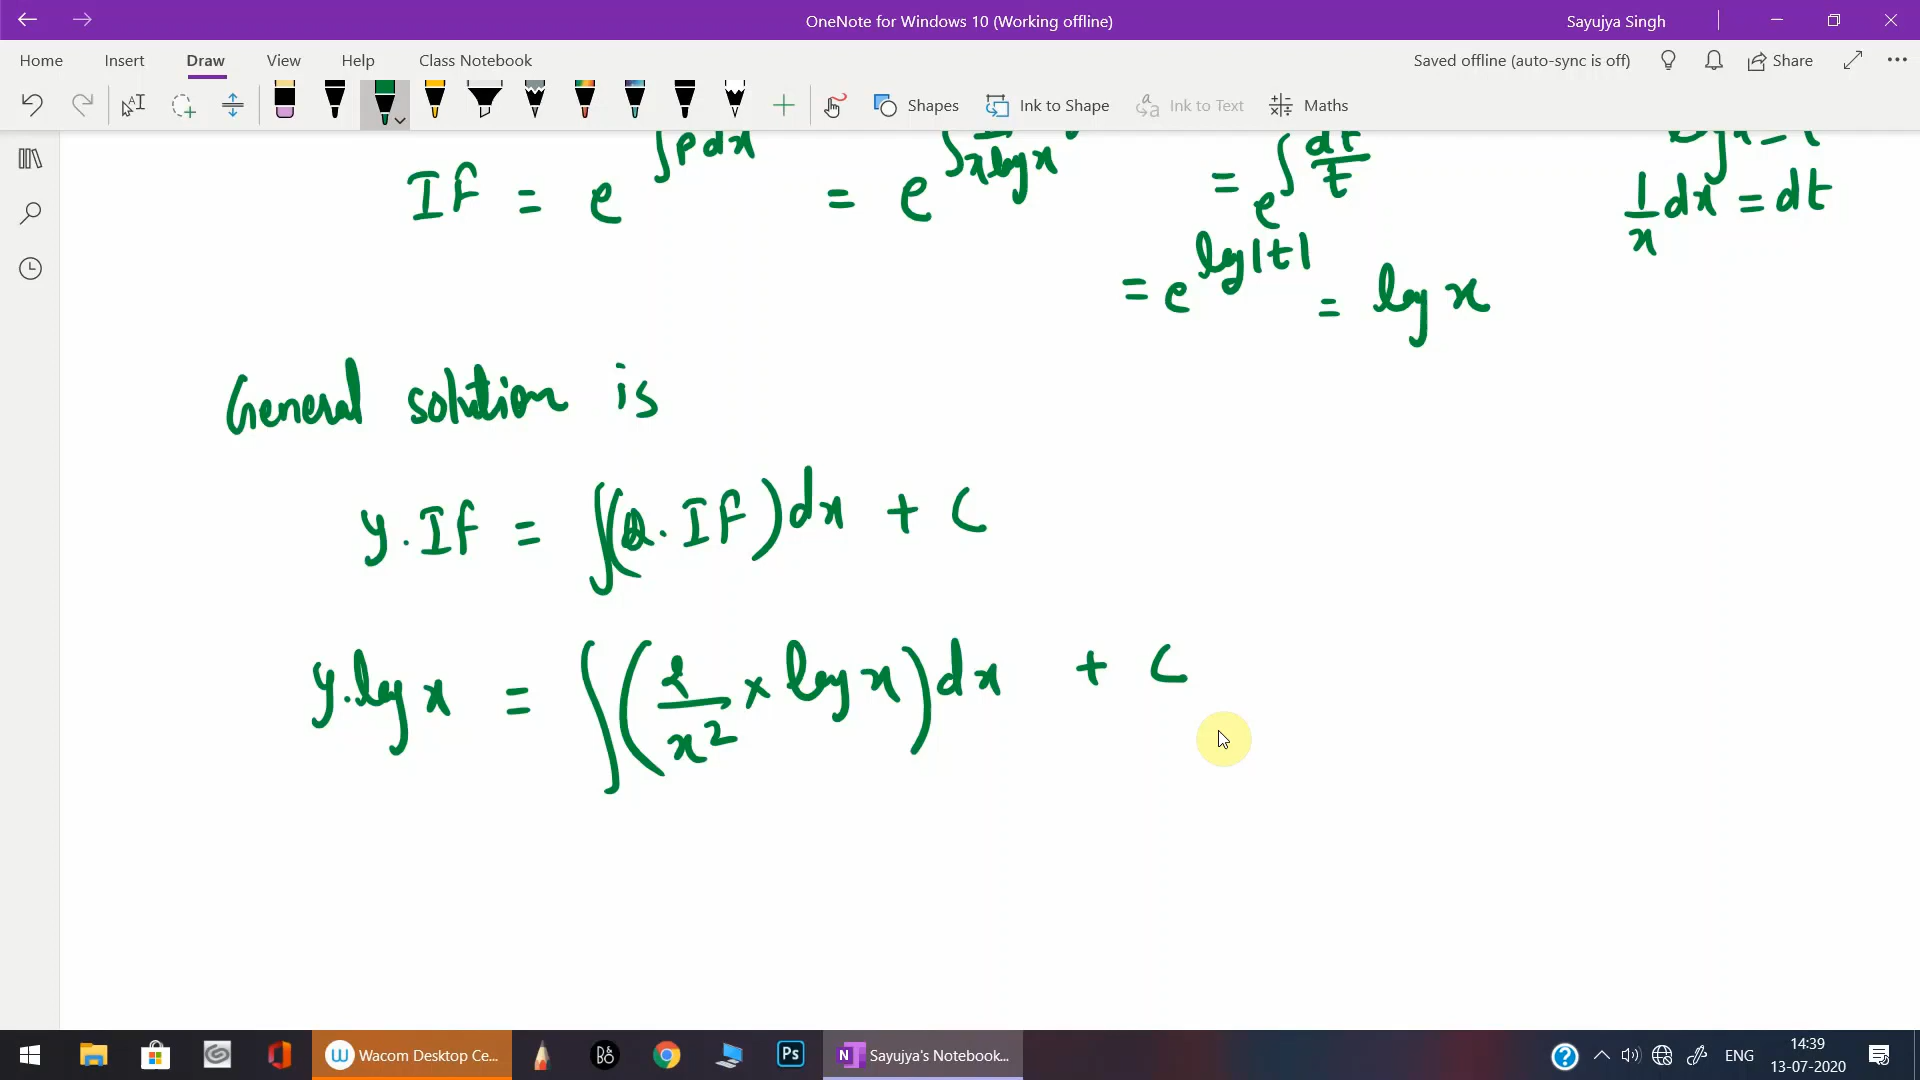 OneNote for Windows 10 (Working offline) Sayujya Singh
Home Insert Draw View Help Class Notebook Saved offline (auto-sync is off) Share
Shapes Ink to Shape Ink to Text Maths
IF = e^{∫Pdx} = e^{∫ x log x} = e^{∫ dt/t}
1/x dx = dt
= e^{log|t|} = log x
General solution is
y.IF = ∫(Q.IF)dx + C
y.log x = ∫(2/x² × log x)dx + C
Wacom Desktop Ce... Ps Sayujya's Notebook... ENG 14:39
13-07-2020